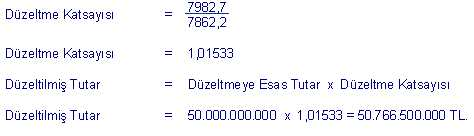 Düzeltme Katsayısı = 7982,7
7862,2
Düzeltme Katsayısı = 1,01533
Düzeltilmiş Tutar = Düzeltmeye Esas Tutar x Düzeltme Katsayısı
Düzeltilmiş Tutar = 50.000.000.000 x 1,01533 = 50.766.500.000 TL.